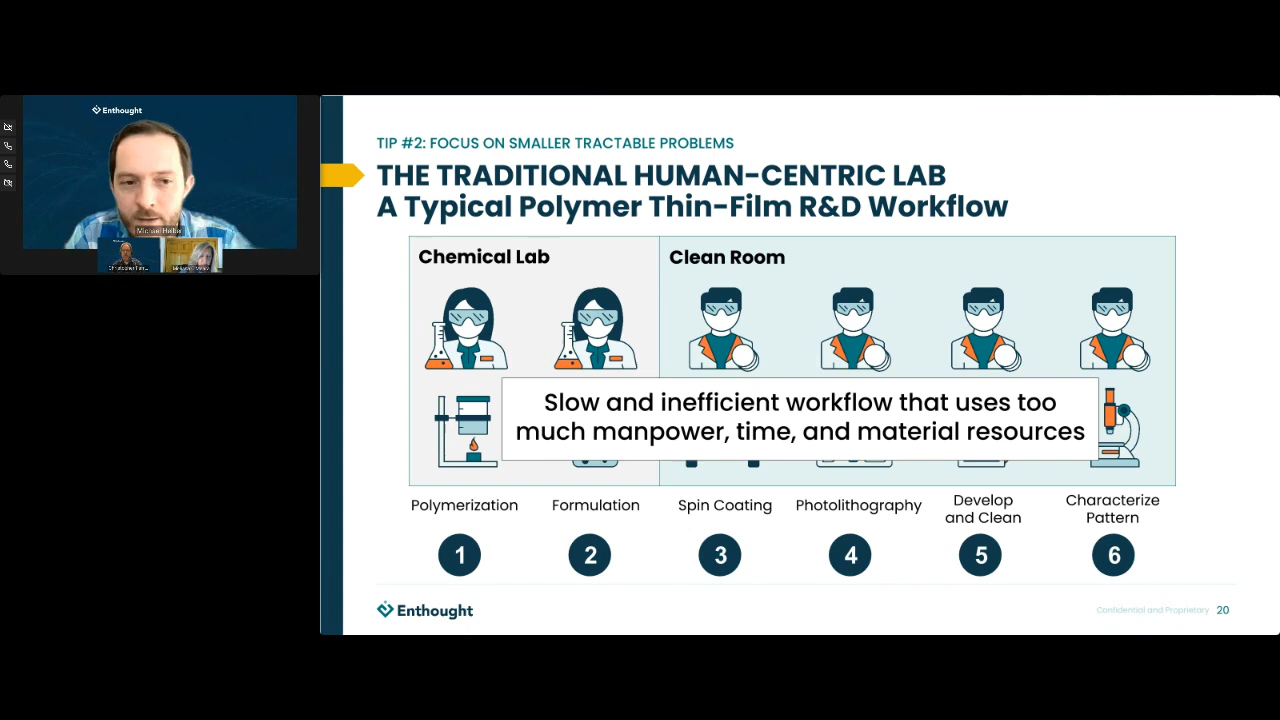 Enthought
Michael Heiber
TIP #2: FOCUS ON SMALLER TRACTABLE PROBLEMS
THE TRADITIONAL HUMAN-CENTRIC LAB
A Typical Polymer Thin-Film R&D Workflow
Chemical Lab
Clean Room
Slow and inefficient workflow that uses too
much manpower, time, and material resources
Polymerization
Formulation
Spin Coating
Photolithography
Develop
and Clean
Characterize
Pattern
1
2
3
4
5
6
Enthought
Confidential and Proprietary 20